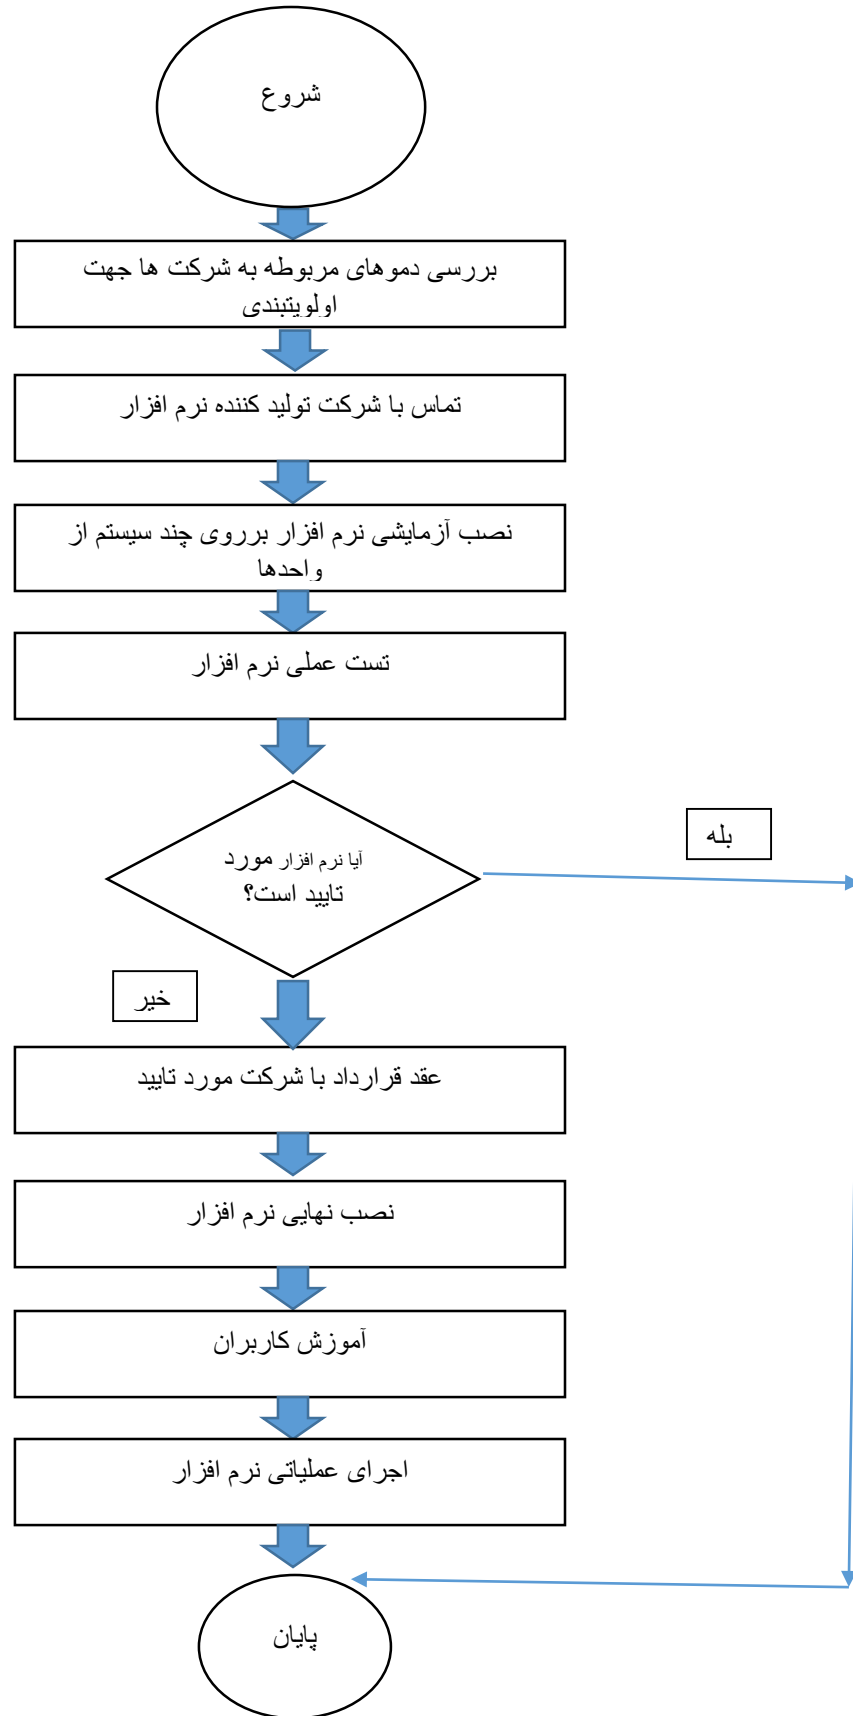 شروع
بررسی دموهای مربوطه به شرکت ها جهت
اولویتبندی
تماس با شرکت تولید کننده نرم افزار
نصب آزمایشی نرم افزار برروی چند سیستم از
واحدها
تست عملی نرم افزار
آیا نرم افزار مورد
تایید است؟
بله
خیر
عقد قرارداد با شرکت مورد تایید
نصب نهایی نرم افزار
آموزش کاربران
اجرای عملیاتی نرم افزار
پایان